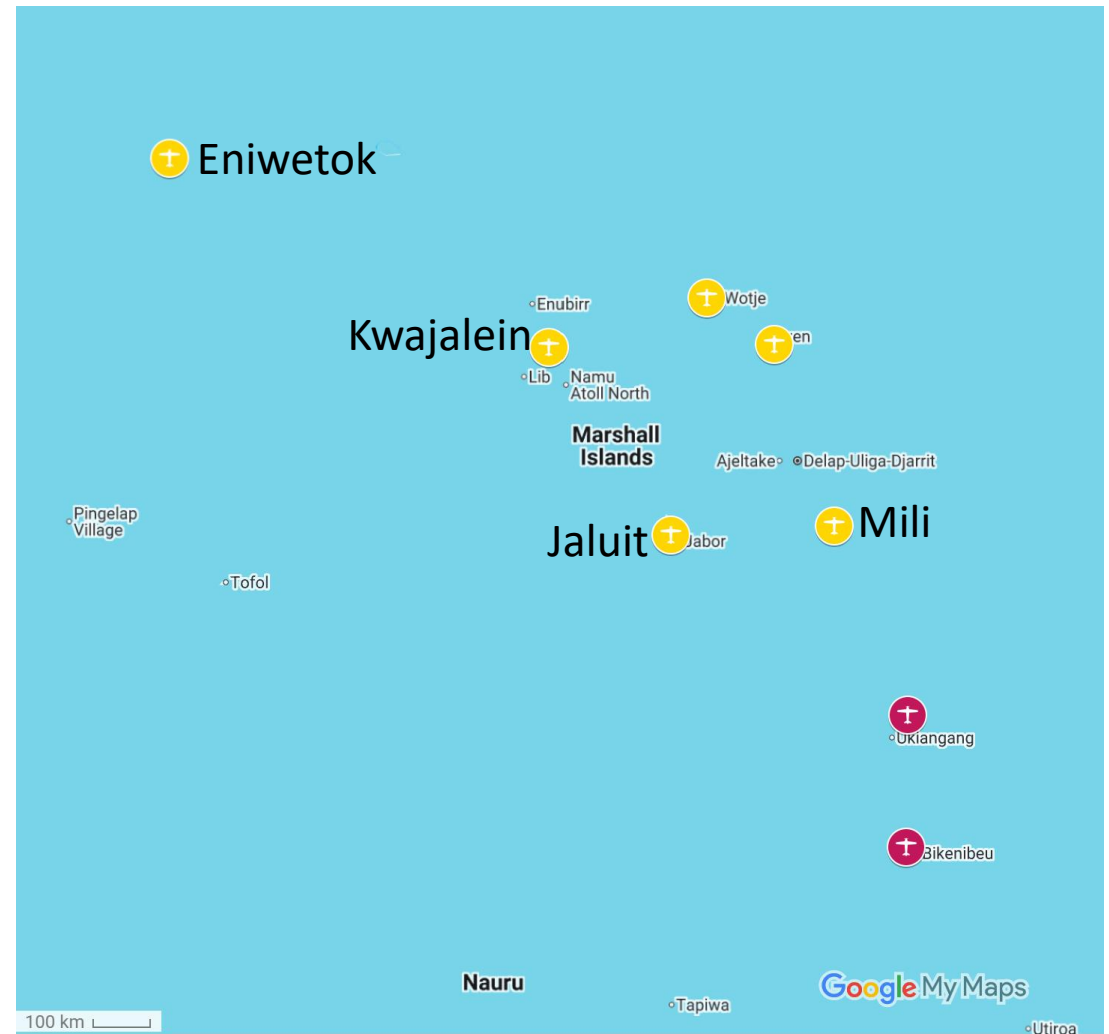 Eniwetok
Wotje
Enubirr
Kwajalein
en
Lib
Namu
Atoll North
Marshall
Islands
Ajeltake
Delap-Uliga-Djarrit
Pingelap
Village
Mili
Jaluit
Jabor
Tofol
Ukiangang
Bikenibeu
Nauru
Google My Maps
Tapiwa
100 km
Utiroa